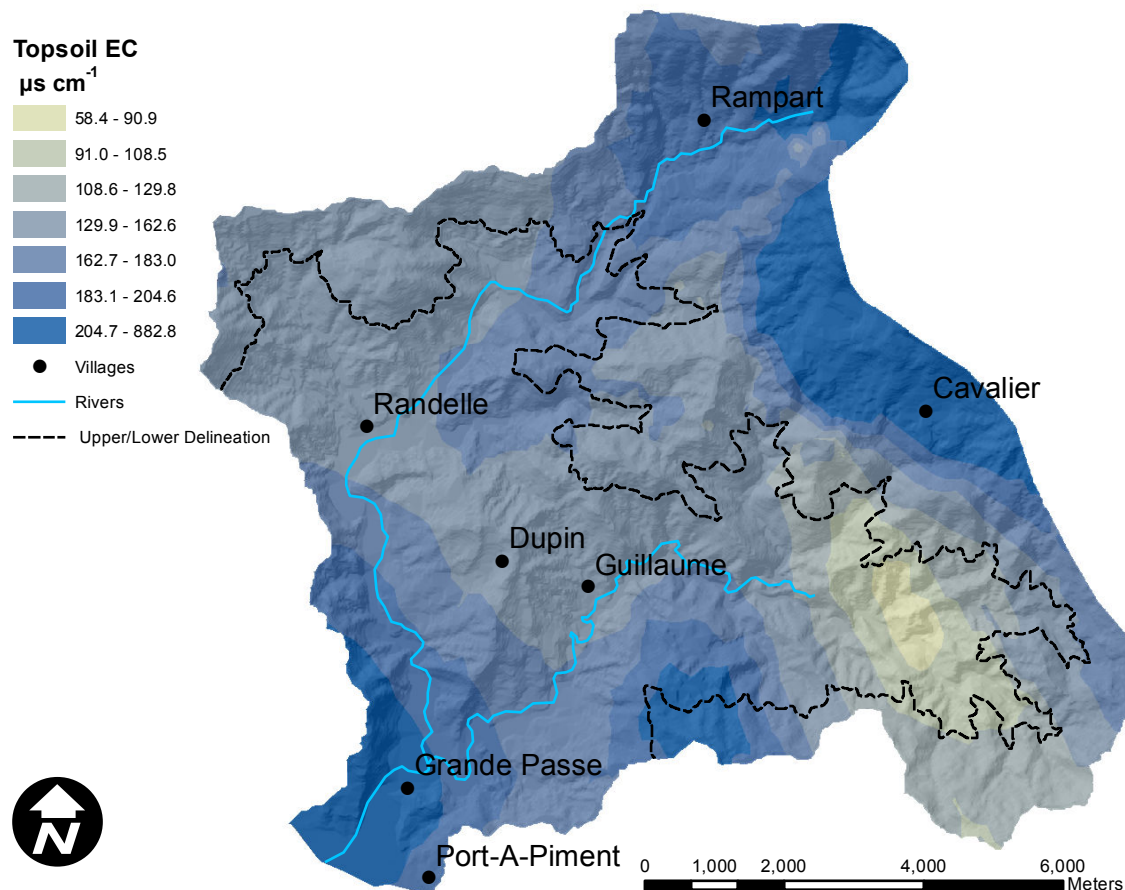 Topsoil EC
µs cm⁻¹
58.4 - 90.9
91.0 - 108.5
108.6 - 129.8
129.9 - 162.6
162.7 - 183.0
183.1 - 204.6
204.7 - 882.8
Villages
Rivers
Upper/Lower Delineation
Rampart
Cavalier
Randelle
Dupin
Guillaume
Grande Passe
Port-A-Piment
N
0 1,000 2,000 4,000 6,000
Meters